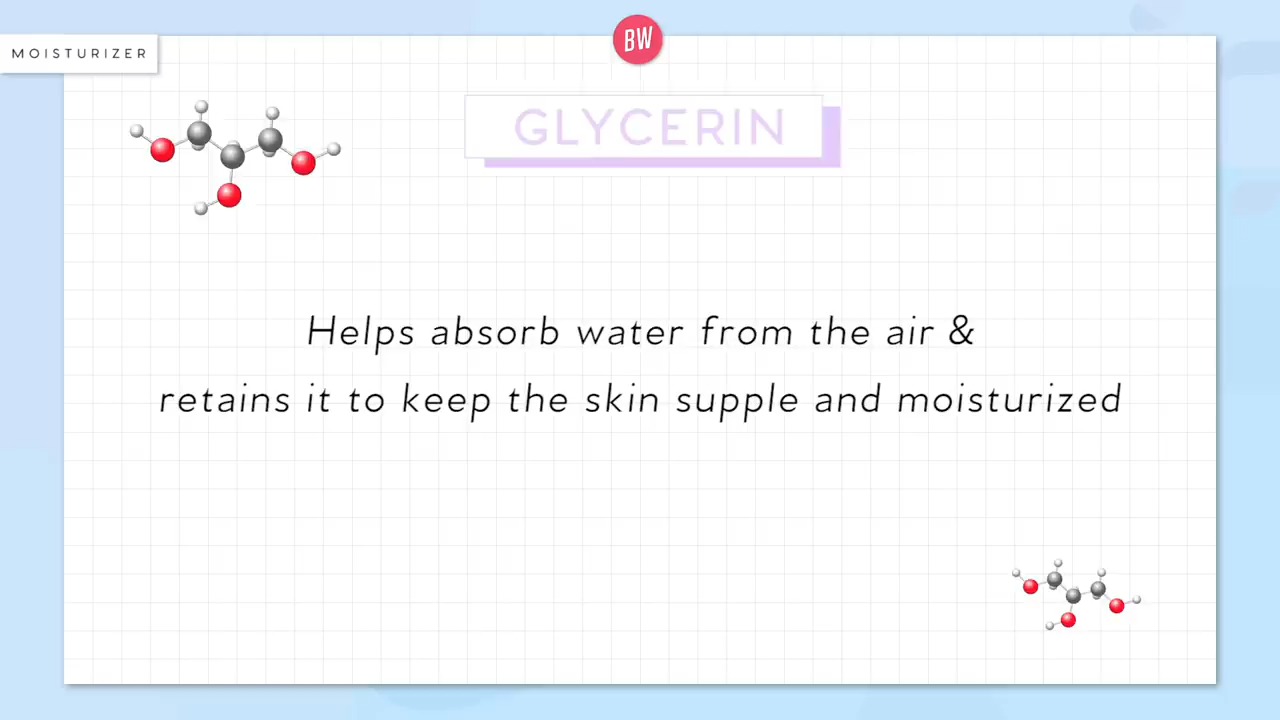 MOISTURIZER
BW
GLYCERIN
Helps absorb water from the air &
retains it to keep the skin supple and moisturized